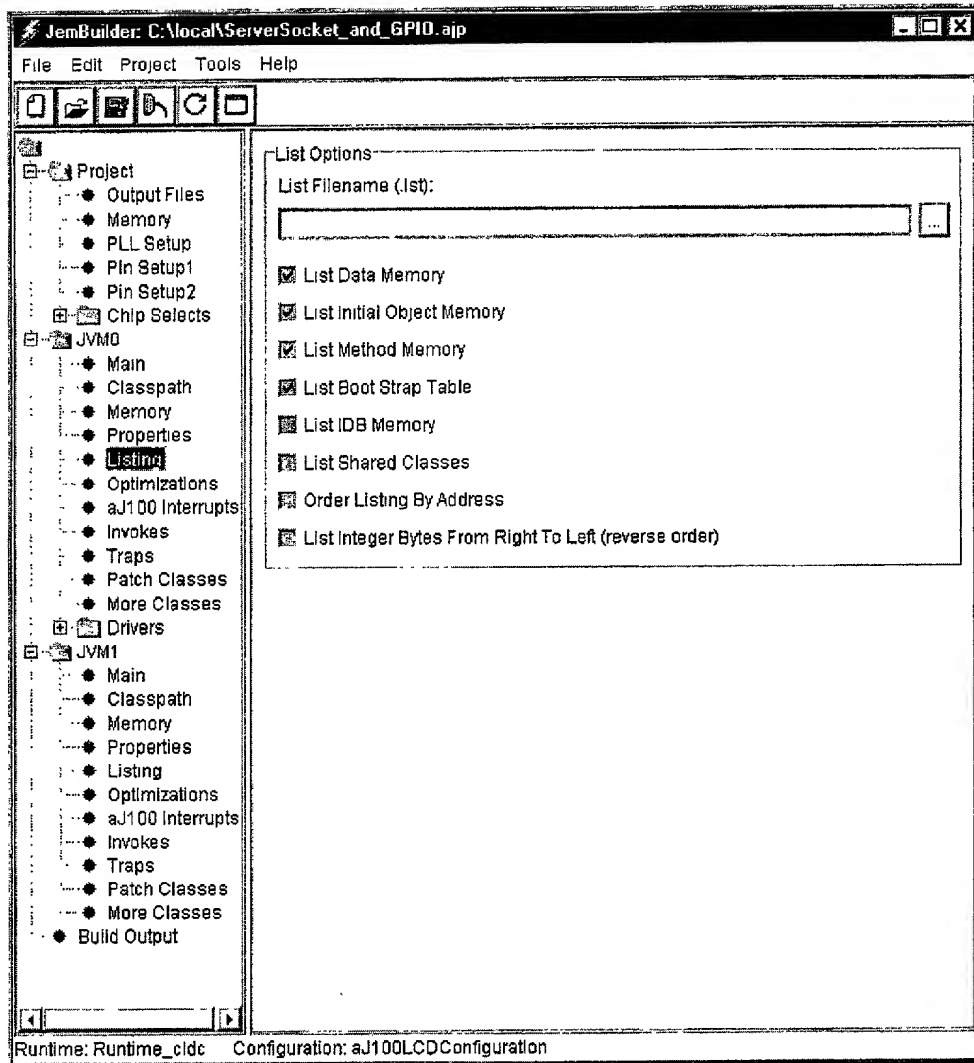 JemBuilder: C:\local\ServerSocket_and_GPIO.ajp
File Edit Project Tools Help
Project
Output Files
Memory
PLL Setup
Pin Setup1
Pin Setup2
Chip Selects
JVM0
Main
Classpath
Memory
Properties
Listing
Optimizations
aJ100 Interrupts
Invokes
Traps
Patch Classes
More Classes
Drivers
JVM1
Main
Classpath
Memory
Properties
Listing
Optimizations
aJ100 Interrupts
Invokes
Traps
Patch Classes
More Classes
Build Output
List Options
List Filename (.lst):
...
List Data Memory
List Initial Object Memory
List Method Memory
List Boot Strap Table
List IDB Memory
List Shared Classes
Order Listing By Address
List Integer Bytes From Right To Left (reverse order)
Runtime: Runtime_cldc Configuration: aJ100LCDConfiguration